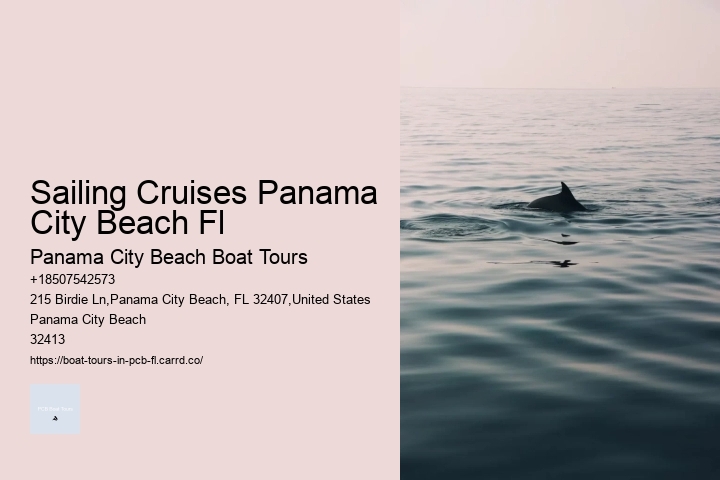 Sailing Cruises Panama
City Beach Fl
Panama City Beach Boat Tours
+18507542573
215 Birdie Ln,Panama City Beach, FL 32407,United States
Panama City Beach
32413
https://boat-tours-in-pcb-fl.carrd.co/